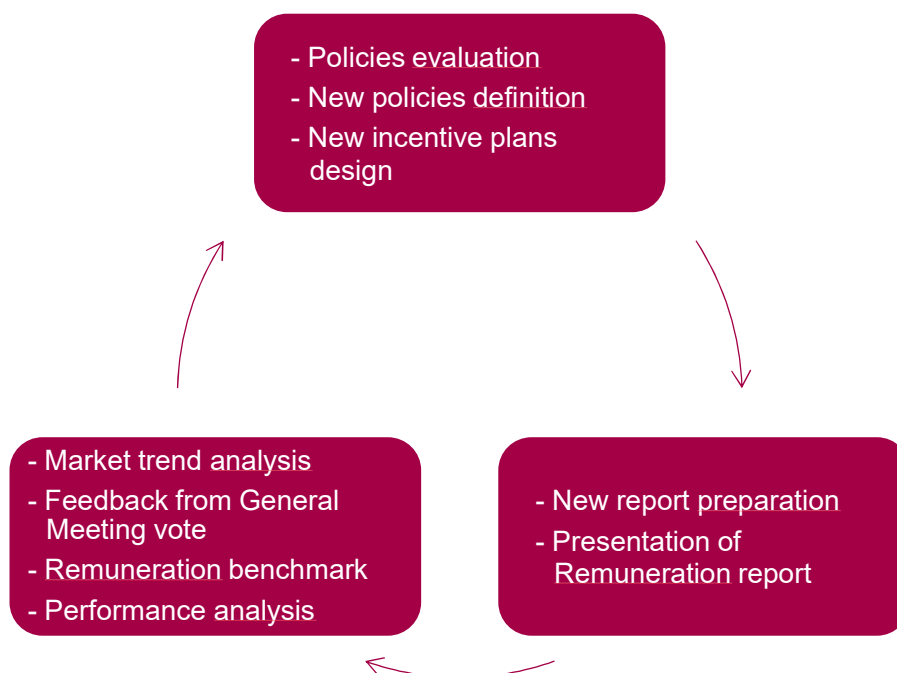 - Policies evaluation
- New policies definition
- New incentive plans
design
- Market trend analysis
- Feedback from General
Meeting vote
- Remuneration benchmark
- Performance analysis
- New report preparation
- Presentation of
Remuneration report